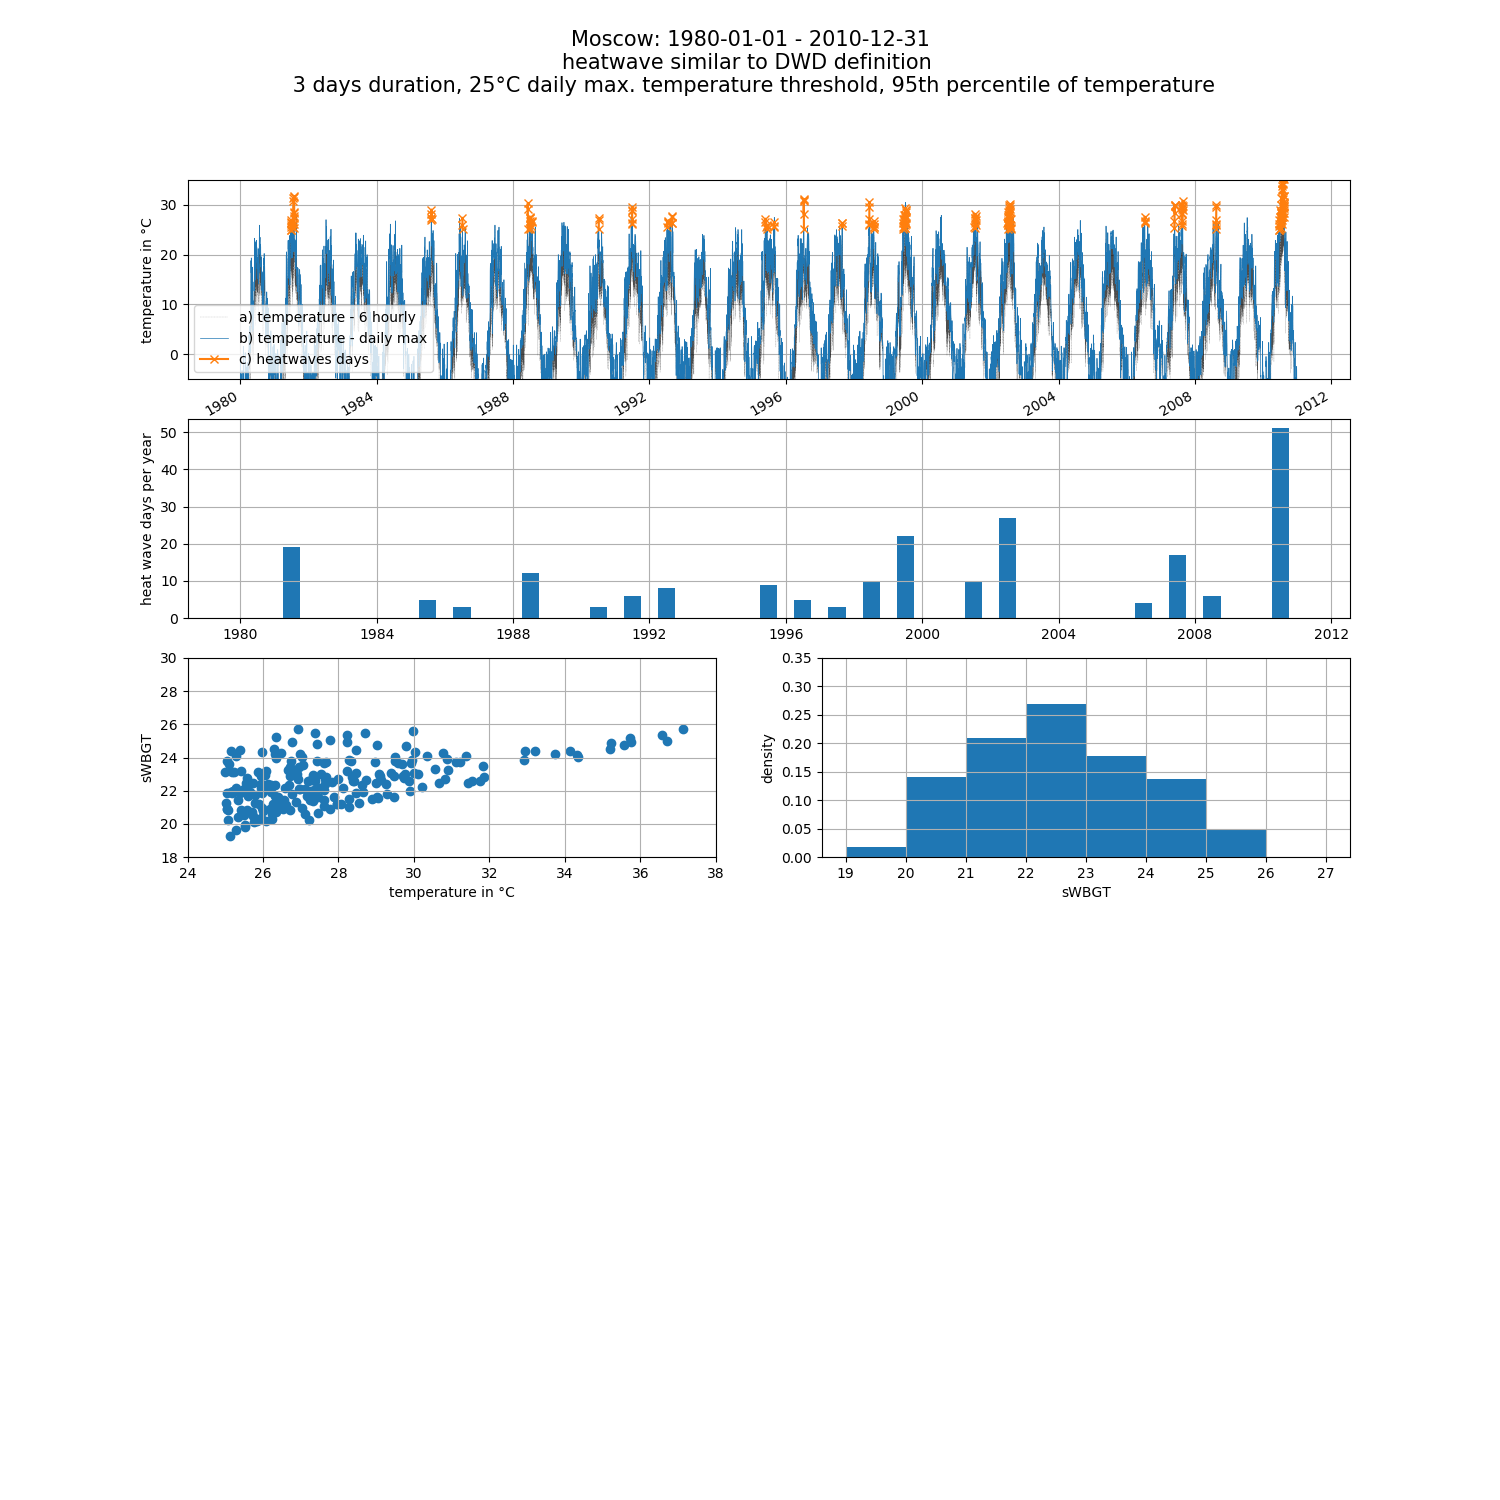 Moscow: 1980-01-01 - 2010-12-31
heatwave similar to DWD definition
3 days duration, 25°C daily max. temperature threshold, 95th percentile of temperature
temperature in °C
30
20
10
0
a) temperature - 6 hourly
b) temperature - daily max
c) heatwaves days
1980 1984 1988 1992 1996 2000 2004 2008 2012
heat wave days per year
50
40
30
20
10
0
1980 1984 1988 1992 1996 2000 2004 2008 2012
sWBGT
30
28
26
24
22
20
18
24 26 28 30 32 34 36 38
temperature in °C
density
0.35
0.30
0.25
0.20
0.15
0.10
0.05
0.00
19 20 21 22 23 24 25 26 27
sWBGT